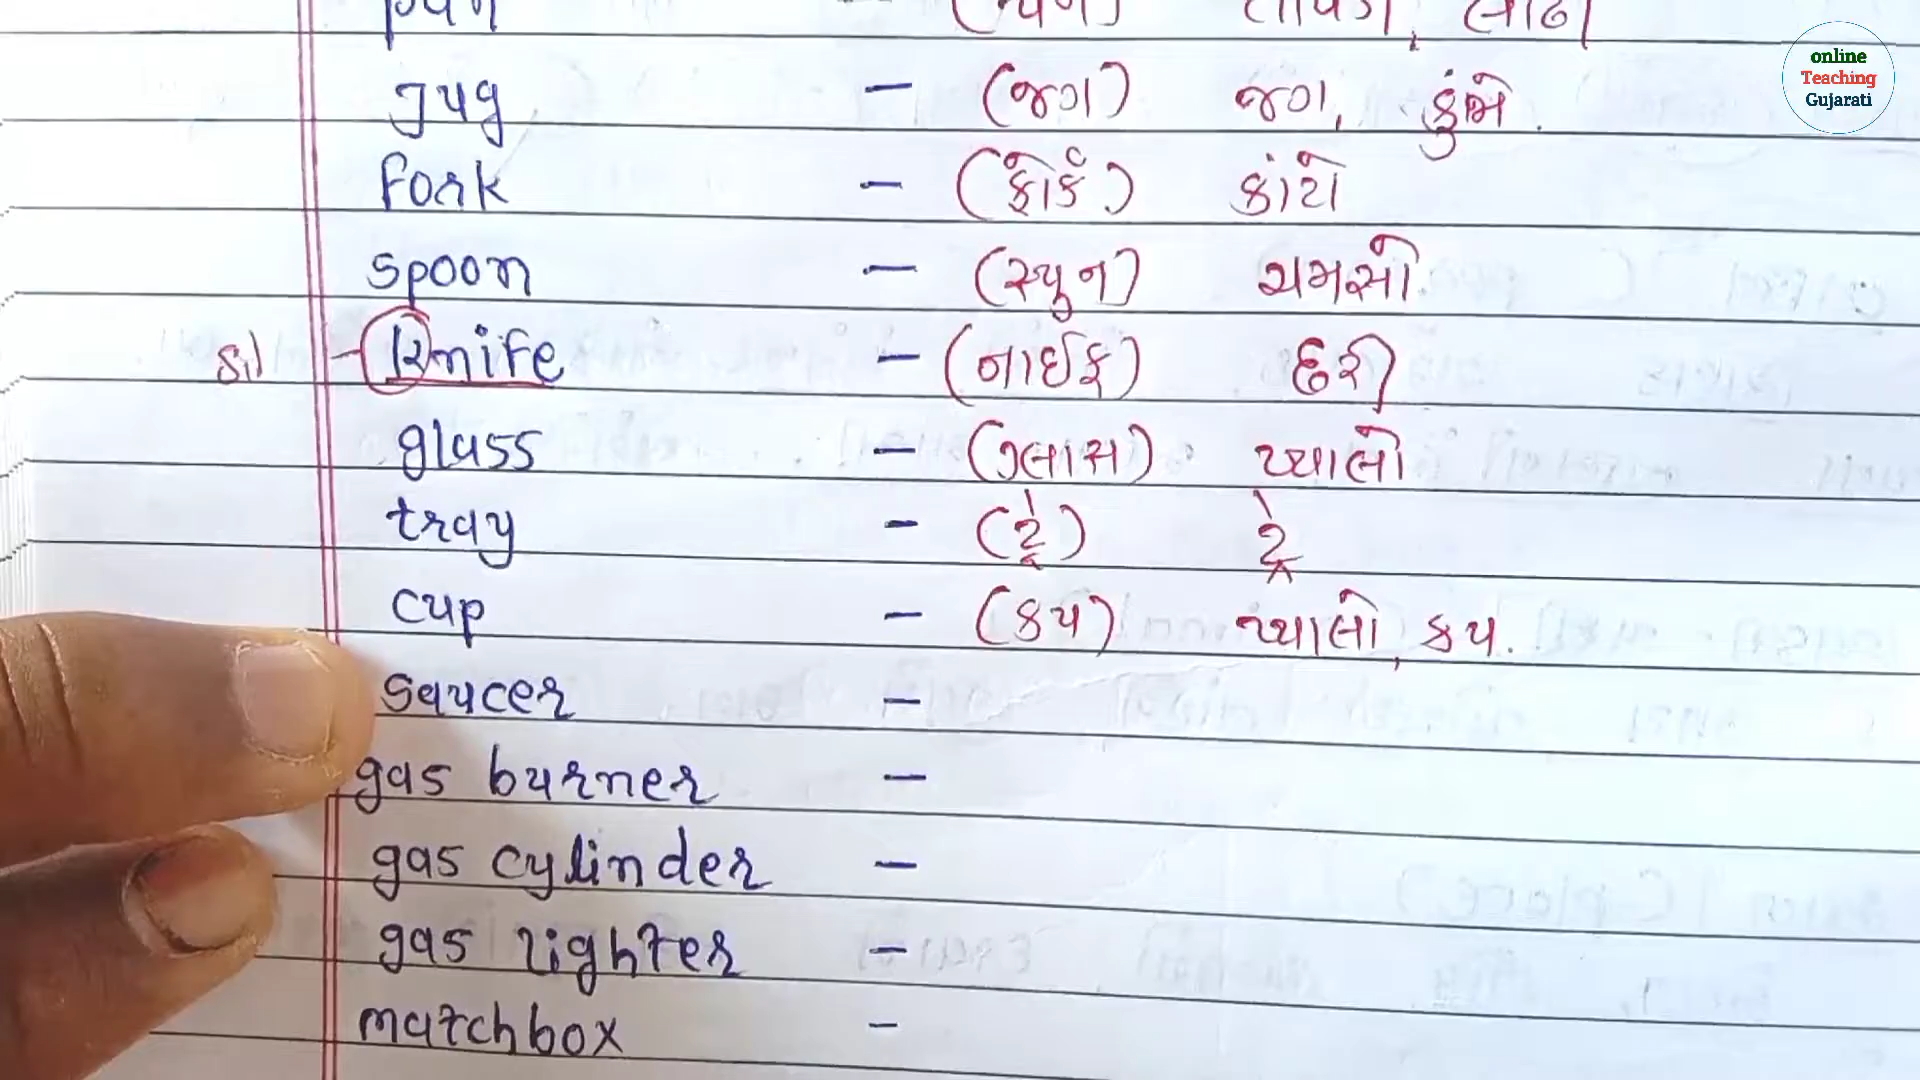 online
Teaching
Gujarati
Jug - (જગ) જગ, કુંજો.
Fork - (ફોર્ક) કાંટો
Spoon - (સ્પુન) ચમચો
sil - Knife - (નાઈફ) છરી
glass - (ગ્લાસ) પ્યાલો
tray - (ટ્રે) ટ્રે
cup - (કપ) પ્યાલો, કપ.
saucer -
gas burner -
gas cylinder -
gas lighter -
matchbox -